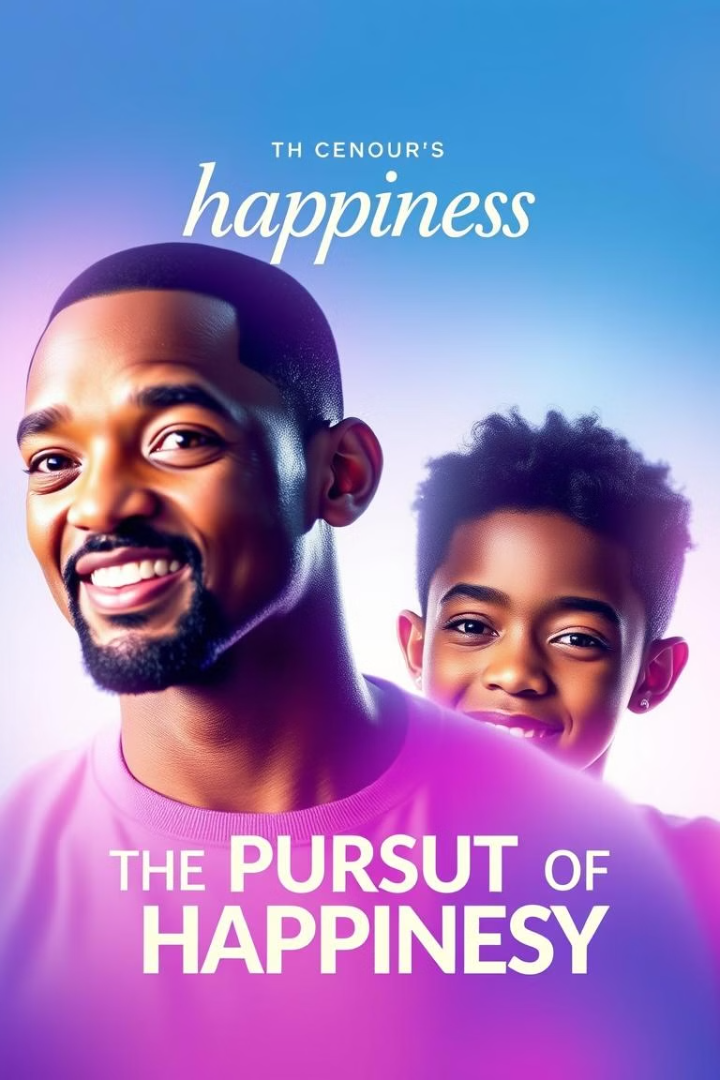 TH CENOUR'S
happiness
THE PURSUT OF
HAPPINESY